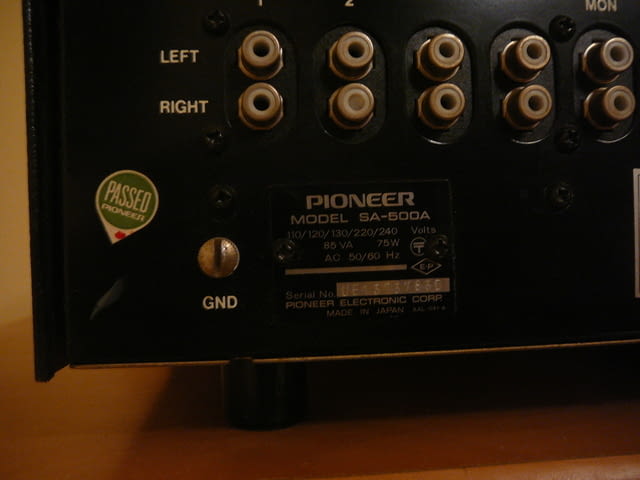 1 2 MON
LEFT
RIGHT
PASSED
PIONEER
GND
PIONEER
MODEL SA-500A
110/120/130/220/240 Volts
85 VA 75W
AC 50/60 Hz
Serial No.
PIONEER ELECTRONIC CORP.
MADE IN JAPAN